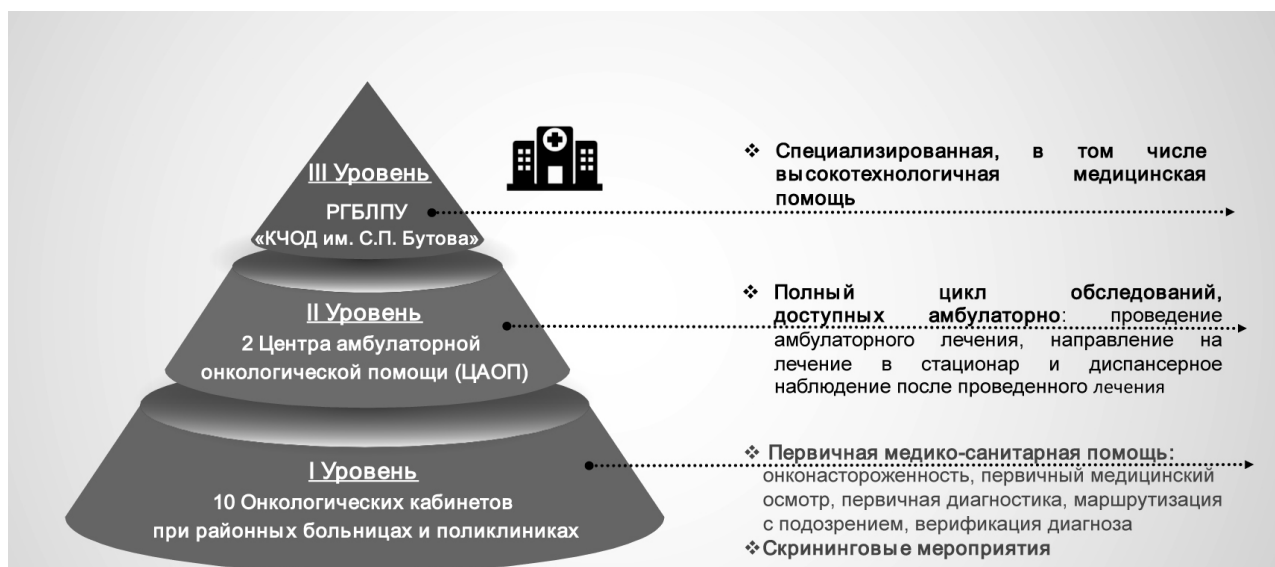 III Уровень
РГБЛПУ
«КЧОД им. С.П. Бутова»
❖ Специализированная, в том числе
высокотехнологичная медицинская
помощь
II Уровень
2 Центра амбулаторной
онкологической помощи (ЦАОП)
❖ Полный цикл обследований,
доступных амбулаторно: проведение
амбулаторного лечения, направление на
лечение в стационар и диспансерное
наблюдение после проведенного лечения
I Уровень
10 Онкологических кабинетов
при районных больницах и поликлиниках
❖ Первичная медико-санитарная помощь:
онконастороженность, первичный медицинский
осмотр, первичная диагностика, маршрутизация
с подозрением, верификация диагноза
❖Скрининговые мероприятия